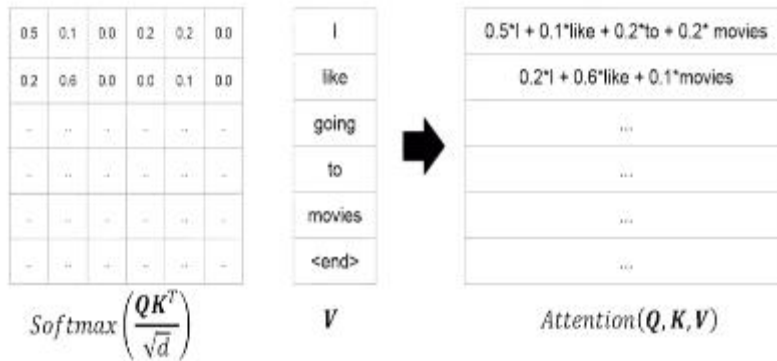 0.5 0.1 0.0 0.2 0.2 0.0
0.2 0.6 0.0 0.0 0.1 0.0
.. .. .. .. .. ..
.. .. .. .. .. ..
.. .. .. .. .. ..
.. .. .. .. .. ..
Softmax(QK^T/√d)
I
like
going
to
movies
<end>
V
0.5*I + 0.1*like + 0.2*to + 0.2* movies
0.2*I + 0.6*like + 0.1*movies
...
...
...
...
Attention(Q, K, V)